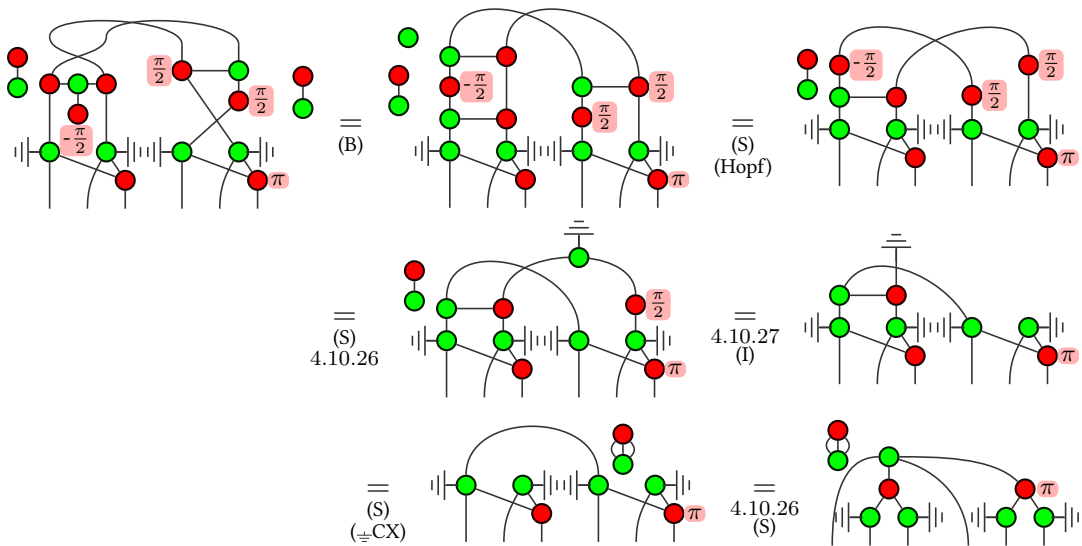 π/2 π/2 -π/2
= (B)
-π/2 π/2 π/2 π
= (S) (Hopf)
-π/2 π/2 π/2 π
π
= (S) 4.10.26
π/2 π
= 4.10.27 (I)
π
= (S) (⏚CX)
π
= 4.10.26 (S)
π